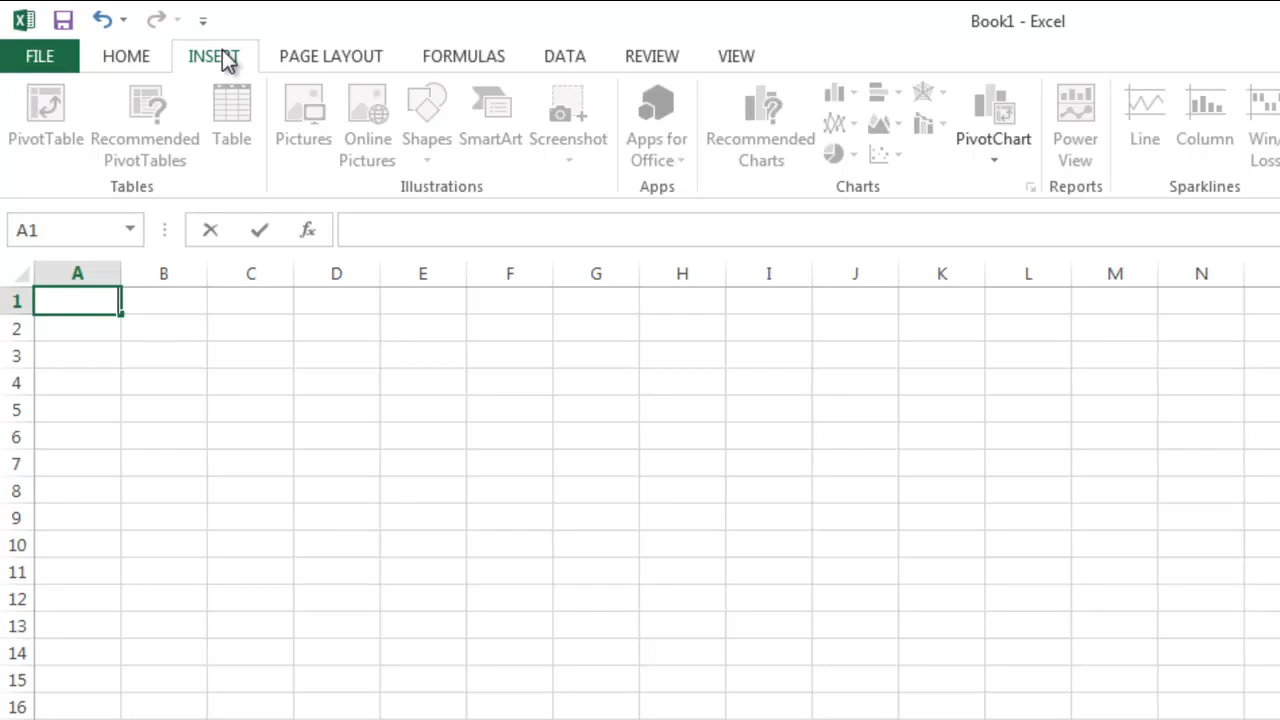 Book1 - Excel
FILE HOME INSERT PAGE LAYOUT FORMULAS DATA REVIEW VIEW
PivotTable Recommended PivotTables Table Pictures Online Pictures Shapes SmartArt Screenshot Apps for Office Recommended Charts PivotChart Power View Line Column Win/ Loss
Tables Illustrations Apps Charts Reports Sparklines
A1 fx
A B C D E F G H I J K L M N
1
2
3
4
5
6
7
8
9
10
11
12
13
14
15
16